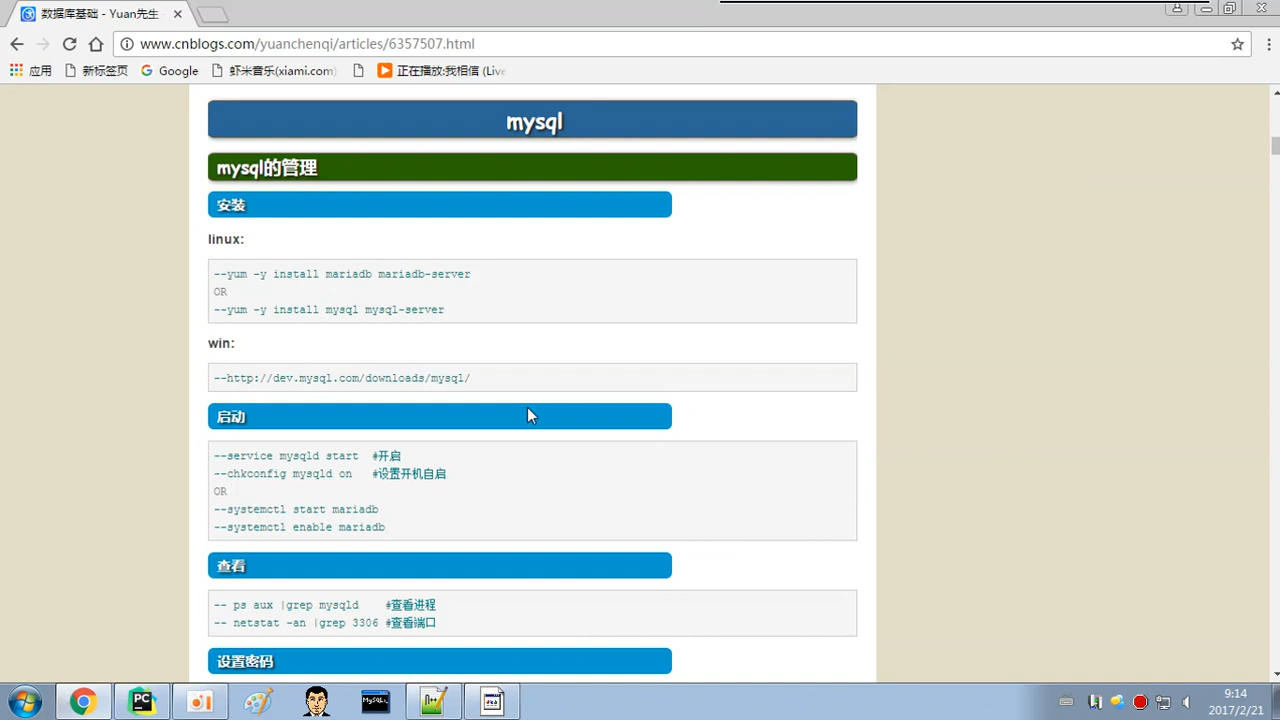 数据库基础 - Yuan先生
www.cnblogs.com/yuanchenqi/articles/6357507.html
应用 新标签页 Google 虾米音乐(xiami.com) 正在播放:我相信 (Live
mysql
mysql的管理
安装
linux:
--yum -y install mariadb mariadb-server
OR
--yum -y install mysql mysql-server
win:
--http://dev.mysql.com/downloads/mysql/
启动
--service mysqld start #开启
--chkconfig mysqld on #设置开机自启
OR
--systemctl start mariadb
--systemctl enable mariadb
查看
-- ps aux |grep mysqld #查看进程
-- netstat -an |grep 3306 #查看端口
设置密码
9:14
2017/2/21